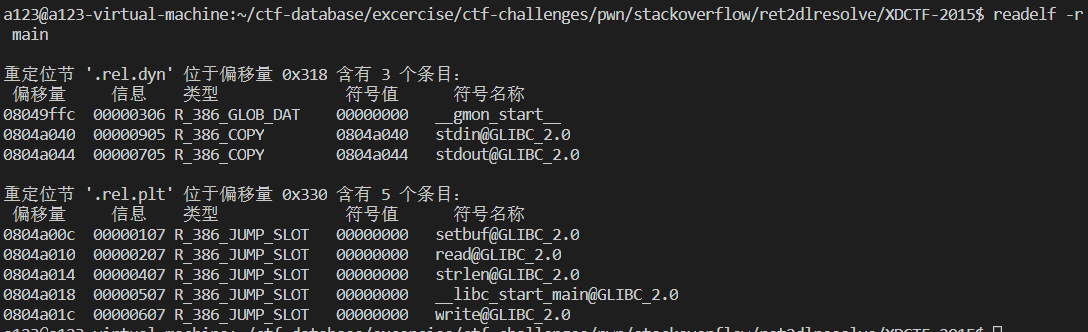 a123@a123-virtual-machine:~/ctf-database/excercise/ctf-challenges/pwn/stackoverflow/ret2dlresolve/XDCTF-2015$ readelf -r
main
重定位节 '.rel.dyn' 位于偏移量 0x318 含有 3 个条目：
偏移量 信息 类型 符号值 符号名称
08049ffc 00000306 R_386_GLOB_DAT 00000000 __gmon_start__
0804a040 00000905 R_386_COPY 0804a040 stdin@GLIBC_2.0
0804a044 00000705 R_386_COPY 0804a044 stdout@GLIBC_2.0
重定位节 '.rel.plt' 位于偏移量 0x330 含有 5 个条目：
偏移量 信息 类型 符号值 符号名称
0804a00c 00000107 R_386_JUMP_SLOT 00000000 setbuf@GLIBC_2.0
0804a010 00000207 R_386_JUMP_SLOT 00000000 read@GLIBC_2.0
0804a014 00000407 R_386_JUMP_SLOT 00000000 strlen@GLIBC_2.0
0804a018 00000507 R_386_JUMP_SLOT 00000000 __libc_start_main@GLIBC_2.0
0804a01c 00000607 R_386_JUMP_SLOT 00000000 write@GLIBC_2.0
a123@a123-virtual-machine:~/ctf-database/excercise/ctf-challenges/pwn/stackoverflow/ret2dlresolve/XDCTF-2015$